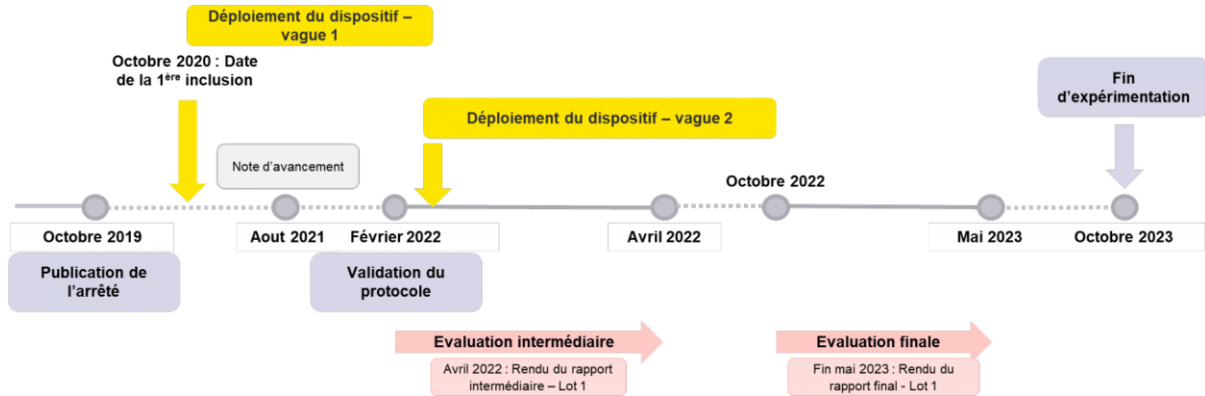 Déploiement du dispositif –
vague 1
Octobre 2020 : Date
de la 1ère inclusion
Fin
d'expérimentation
Déploiement du dispositif – vague 2
Note d'avancement
Octobre 2022
Octobre 2019
Aout 2021
Février 2022
Avril 2022
Mai 2023
Octobre 2023
Publication de
l'arrêté
Validation du
protocole
Evaluation intermédiaire
Avril 2022 : Rendu du rapport
intermédiaire – Lot 1
Evaluation finale
Fin mai 2023 : Rendu du
rapport final - Lot 1